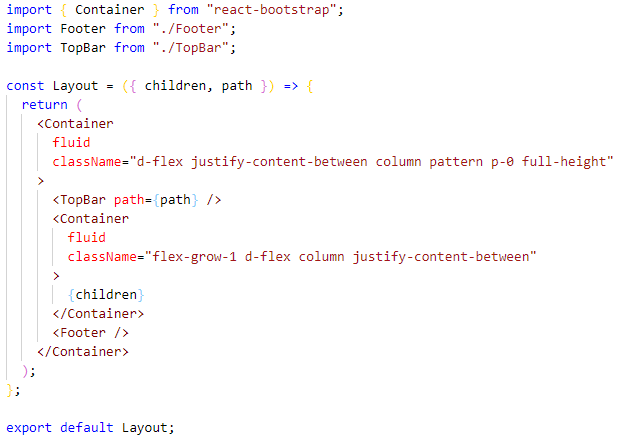 import { Container } from "react-bootstrap";
import Footer from "./Footer";
import TopBar from "./TopBar";

const Layout = ({ children, path }) => {
  return (
    <Container
      fluid
      className="d-flex justify-content-between column pattern p-0 full-height"
    >
      <TopBar path={path} />
      <Container
        fluid
        className="flex-grow-1 d-flex column justify-content-between"
      >
        {children}
      </Container>
      <Footer />
    </Container>
  );
};

export default Layout;